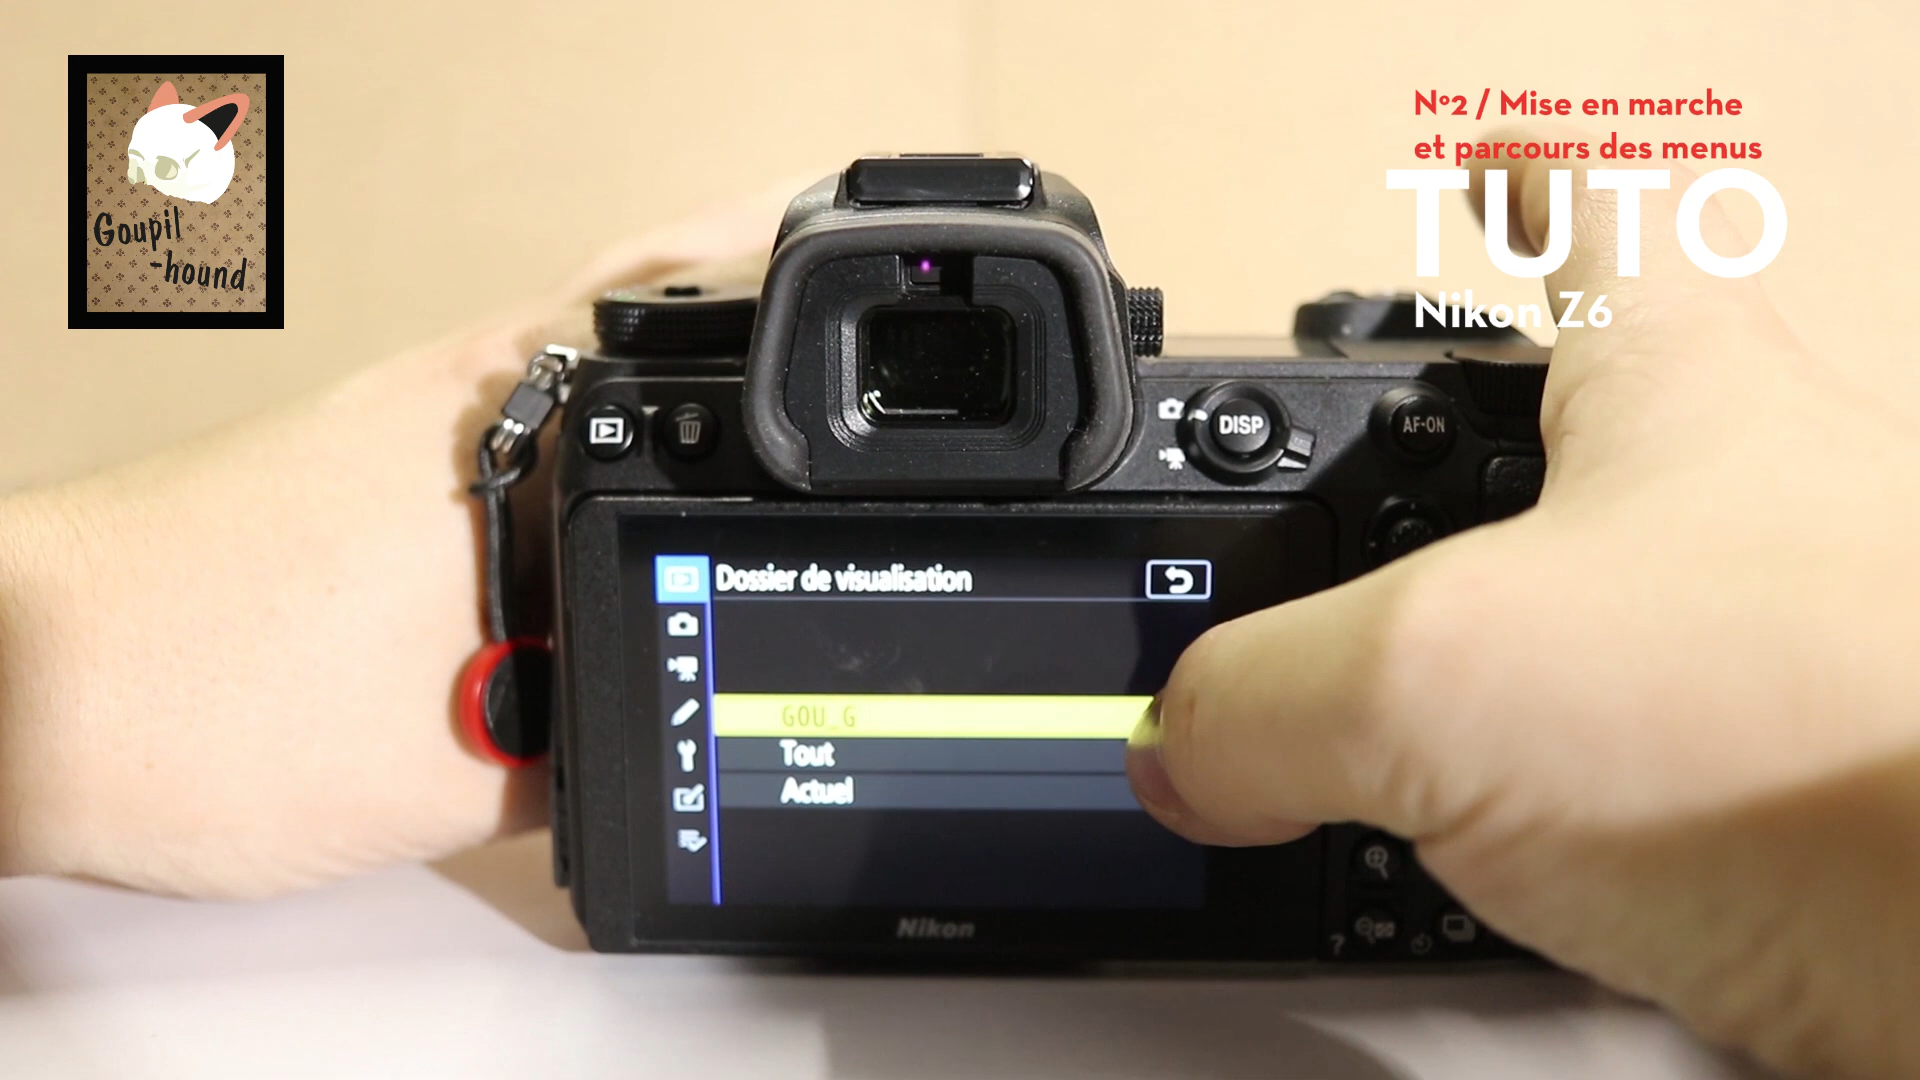 Goupil
-hound
N°2 / Mise en marche
et parcours des menus
TUTO
Nikon Z6
DISP
AF-ON
Dossier de visualisation
GOU_G
Tout
Actuel
Nikon
?